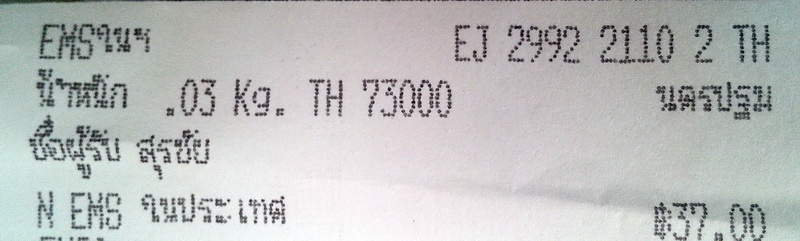 EMSในฯ EJ 2992 2110 2 TH
น้ำหนัก .03 Kg. TH 73000 นครปฐม
ชื่อผู้รับ สุรชัย
N EMS ในประเทศ ฿37.00